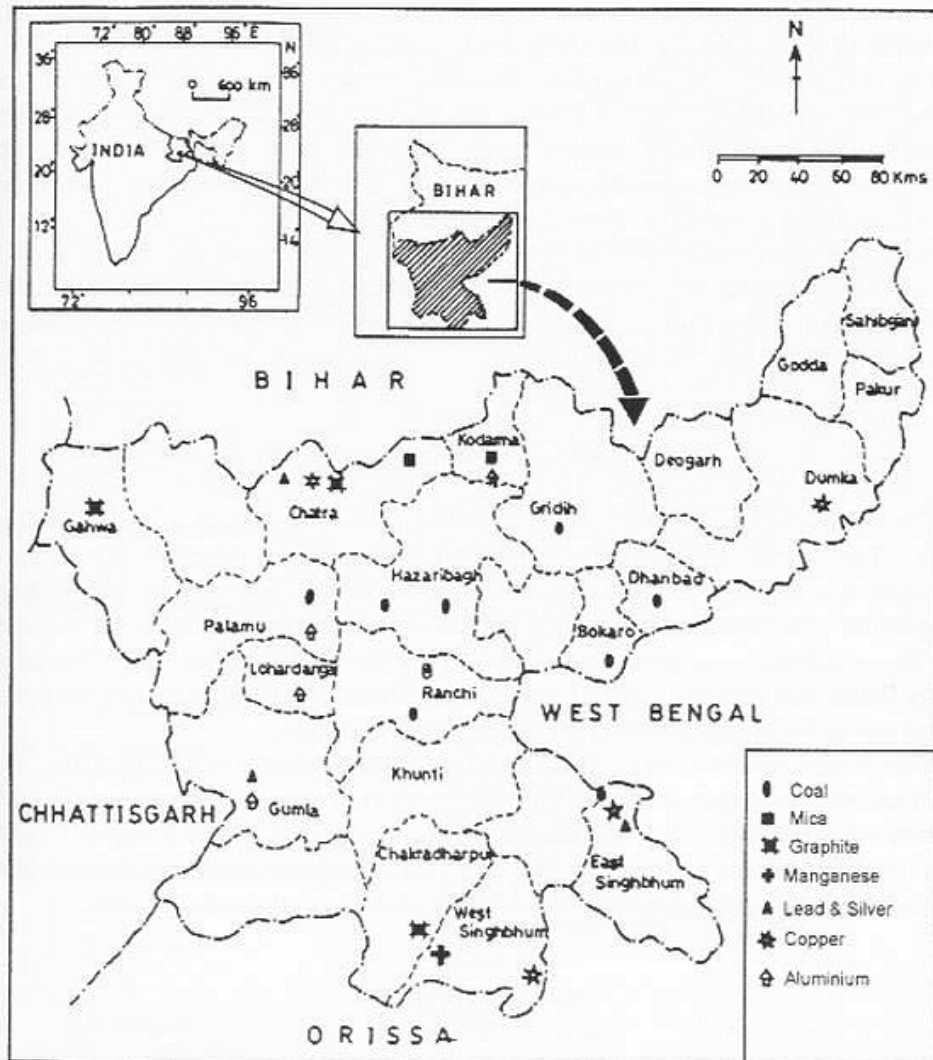 72° 80° 88° 96° E
N
36°
36
0 600 km
28
28
INDIA
20
20
12°
72°
96
BIHAR
N
0 20 40 60 80 Kms
BIHAR
Sahibganj
Godda
Pakur
Kodarma
Deogarh
Dumka
Chatra
Gridih
Gahwa
Hazaribagh
Dhanbad
Palamu
Bokaro
Lohardanga
Ranchi
WEST BENGAL
Khunti
CHHATTISGARH
Gumla
Chakradharpur
East
Singhbhum
West
Singhbhum
ORISSA
Coal
Mica
Graphite
Manganese
Lead & Silver
Copper
Aluminium